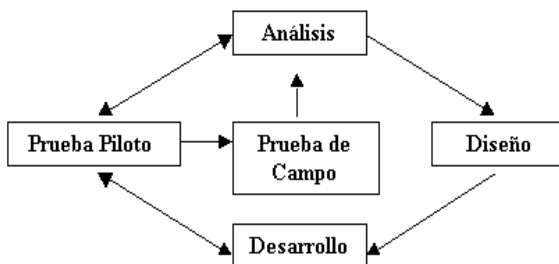 Análisis
Prueba Piloto
Prueba de
Campo
Diseño
Desarrollo